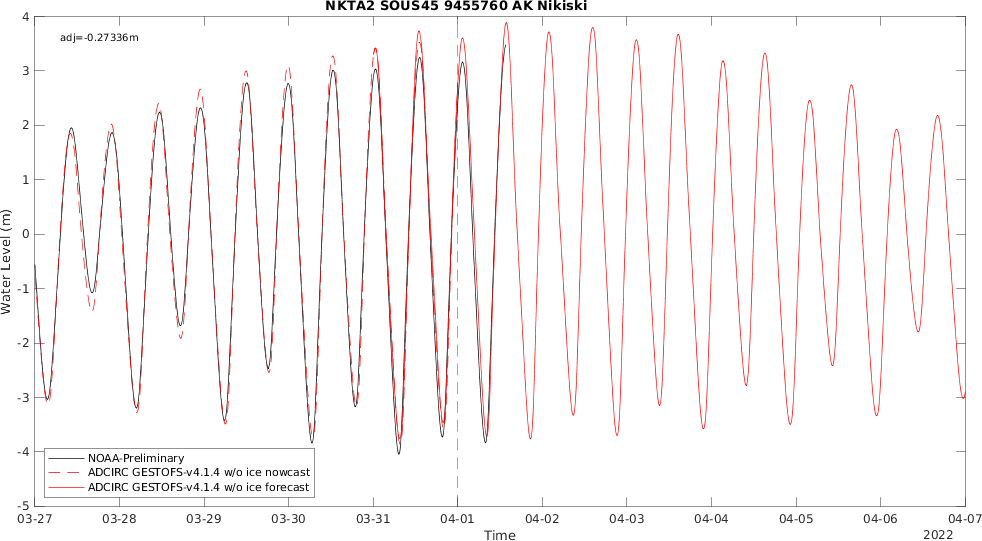 NKTA2 SOUS45 9455760 AK Nikiski
adj=-0.27336m
4
3
2
1
0
-1
-2
-3
-4
-5
Water Level (m)
NOAA-Preliminary
ADCIRC GESTOFS-v4.1.4 w/o ice nowcast
ADCIRC GESTOFS-v4.1.4 w/o ice forecast
03-27 03-28 03-29 03-30 03-31 04-01 04-02 04-03 04-04 04-05 04-06 04-07
Time
2022